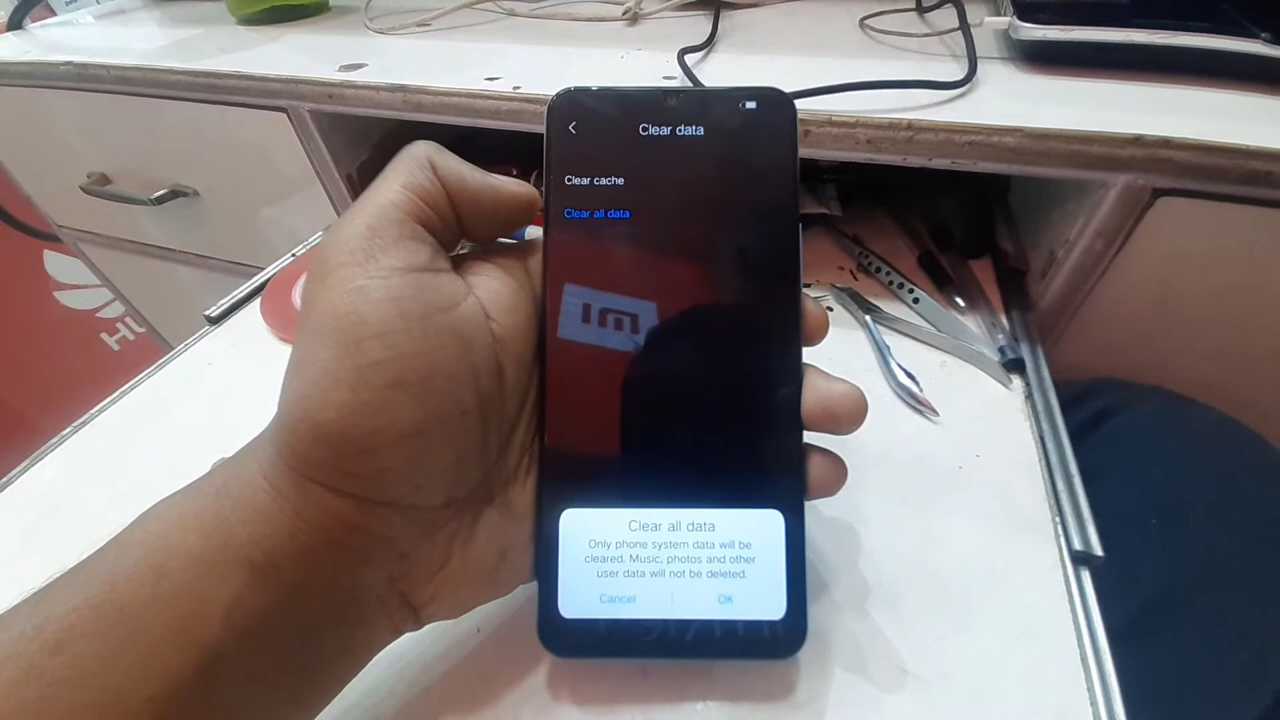 Clear data
Clear cache
Clear all data
HU
Clear all data
Only phone system data will be
cleared. Music, photos and other
user data will not be deleted.
Cancel
OK